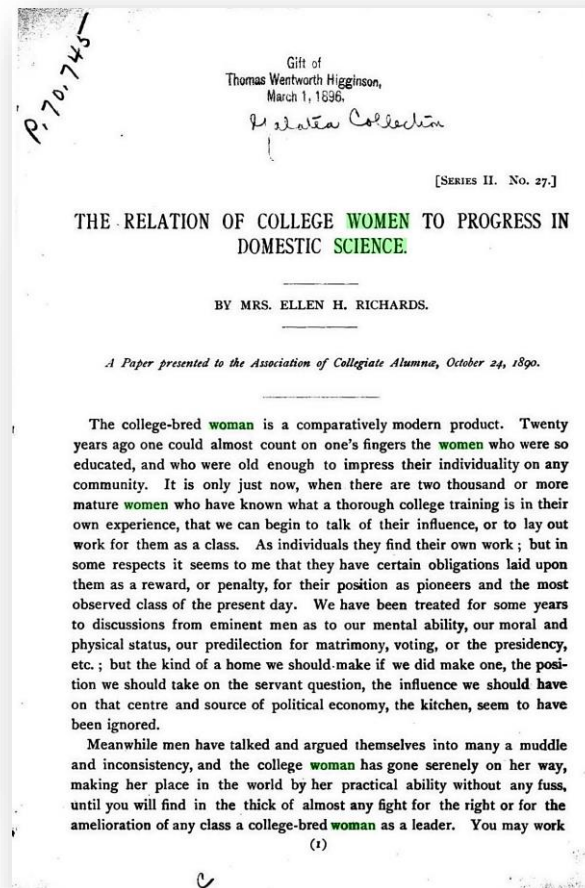 P. 70,745
Gift of
Thomas Wentworth Higginson,
March 1, 1896.
Galatea Collection
[SERIES II. No. 27.]
THE RELATION OF COLLEGE WOMEN TO PROGRESS IN
DOMESTIC SCIENCE.
BY MRS. ELLEN H. RICHARDS.
A Paper presented to the Association of Collegiate Alumnæ, October 24, 1890.
The college-bred woman is a comparatively modern product. Twenty
years ago one could almost count on one's fingers the women who were so
educated, and who were old enough to impress their individuality on any
community. It is only just now, when there are two thousand or more
mature women who have known what a thorough college training is in their
own experience, that we can begin to talk of their influence, or to lay out
work for them as a class. As individuals they find their own work; but in
some respects it seems to me that they have certain obligations laid upon
them as a reward, or penalty, for their position as pioneers and the most
observed class of the present day. We have been treated for some years
to discussions from eminent men as to our mental ability, our moral and
physical status, our predilection for matrimony, voting, or the presidency,
etc.; but the kind of a home we should make if we did make one, the posi-
tion we should take on the servant question, the influence we should have
on that centre and source of political economy, the kitchen, seem to have
been ignored.
Meanwhile men have talked and argued themselves into many a muddle
and inconsistency, and the college woman has gone serenely on her way,
making her place in the world by her practical ability without any fuss,
until you will find in the thick of almost any fight for the right or for the
amelioration of any class a college-bred woman as a leader. You may work
(1)